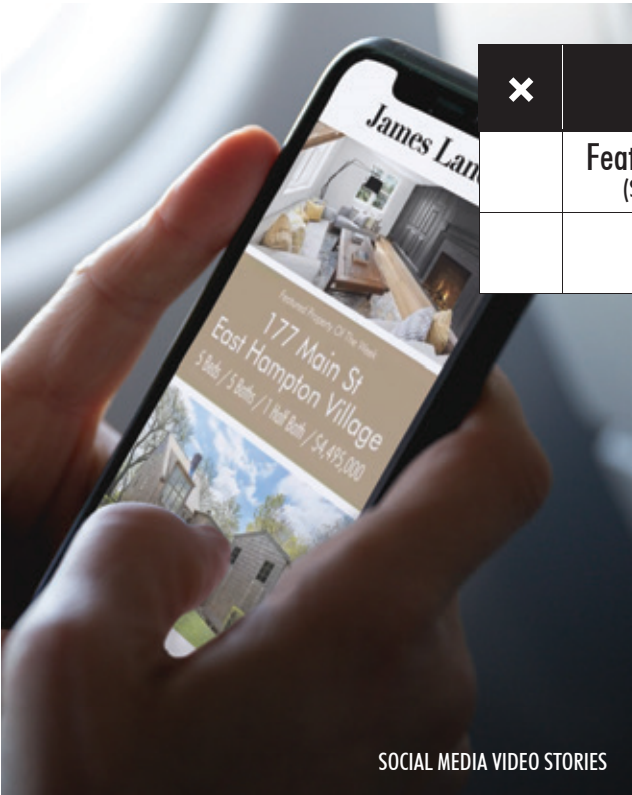 James Lan
Featured Property Of The Week
177 Main St
East Hampton Village
5 Beds / 5 Baths / 1 Half Bath / $4,495,000
×
Feat
(S
SOCIAL MEDIA VIDEO STORIES